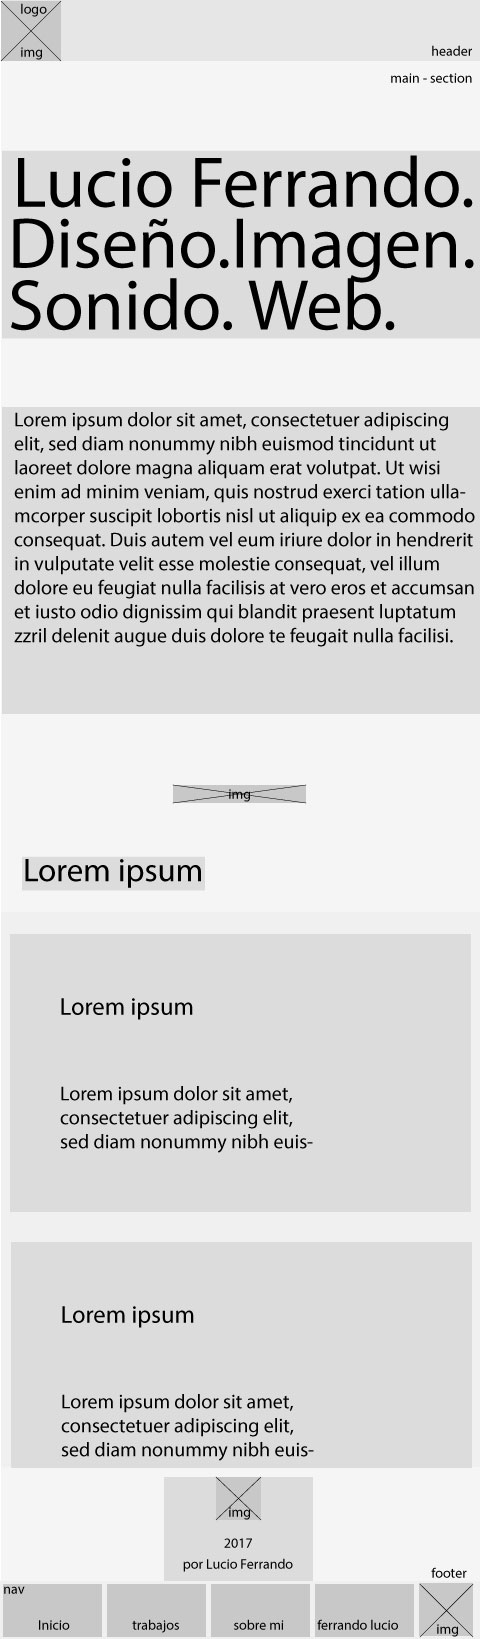 logo
img
header
main - section
Lucio Ferrando.
Diseño.Imagen.
Sonido. Web.
Lorem ipsum dolor sit amet, consectetuer adipiscing
elit, sed diam nonummy nibh euismod tincidunt ut
laoreet dolore magna aliquam erat volutpat. Ut wisi
enim ad minim veniam, quis nostrud exerci tation ulla-
mcorper suscipit lobortis nisl ut aliquip ex ea commodo
consequat. Duis autem vel eum iriure dolor in hendrerit
in vulputate velit esse molestie consequat, vel illum
dolore eu feugiat nulla facilisis at vero eros et accumsan
et iusto odio dignissim qui blandit praesent luptatum
zzril delenit augue duis dolore te feugait nulla facilisi.
img
Lorem ipsum
Lorem ipsum
Lorem ipsum dolor sit amet,
consectetuer adipiscing elit,
sed diam nonummy nibh euis-
Lorem ipsum
Lorem ipsum dolor sit amet,
consectetuer adipiscing elit,
sed diam nonummy nibh euis-
img
2017
por Lucio Ferrando
footer
nav
Inicio
trabajos
sobre mi
ferrando lucio
img